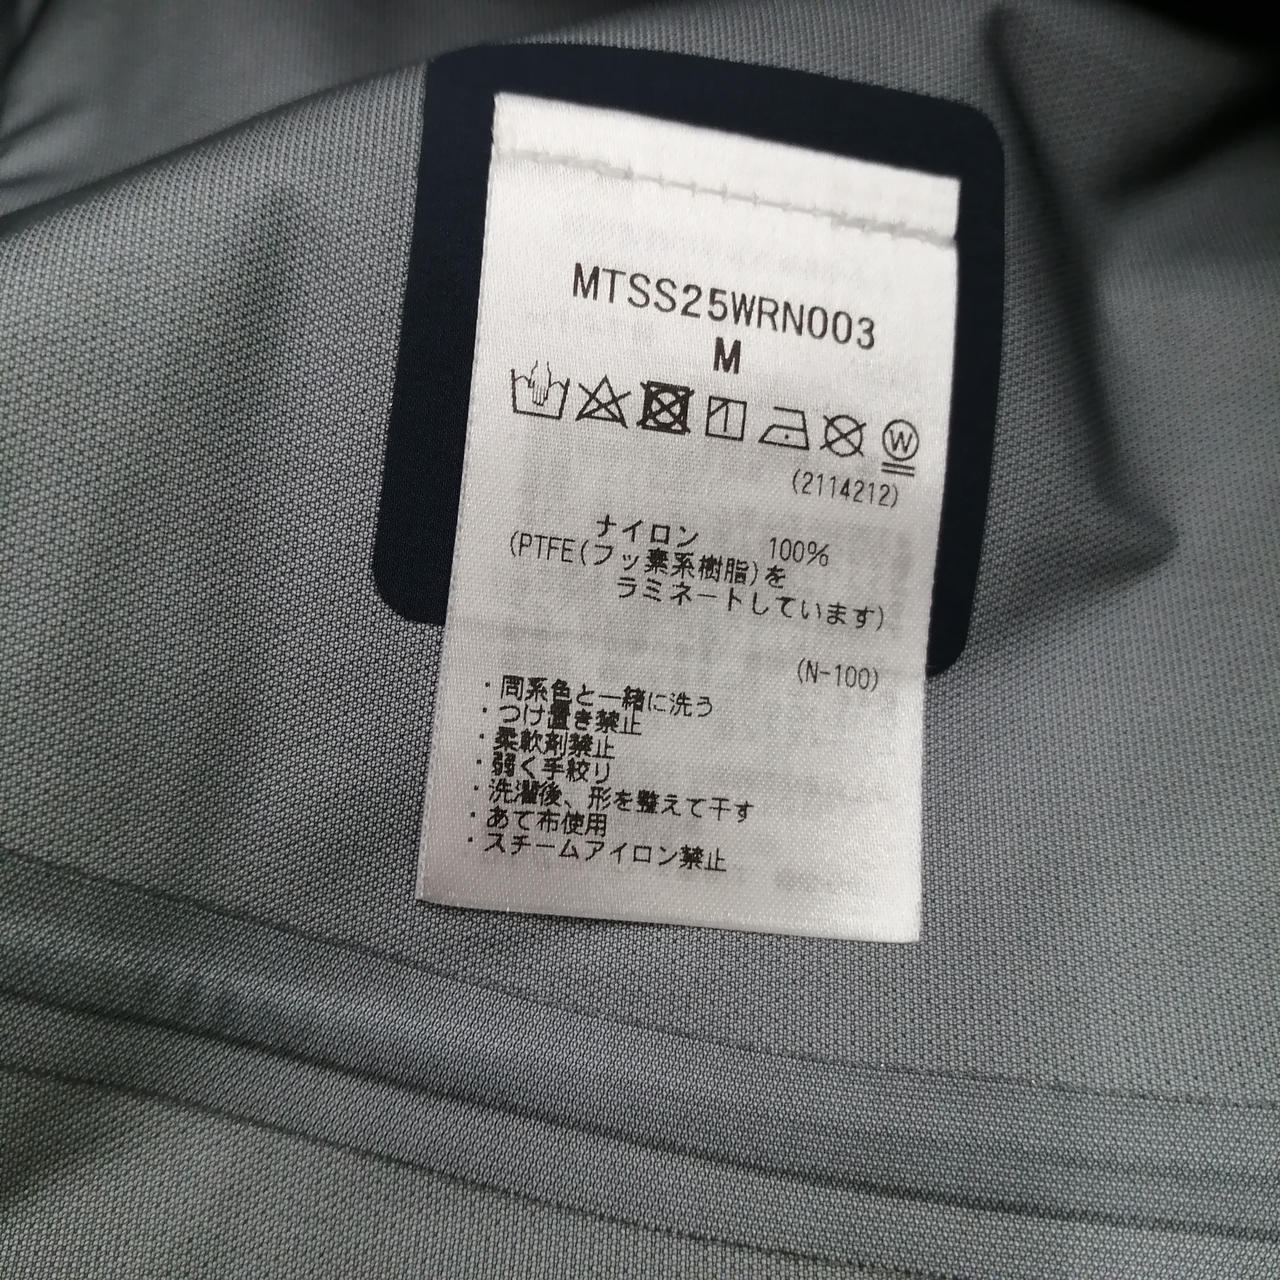 MTSS25WRN003
M
W
(2114212)
ナイロン 100%
(PTFE(フッ素系樹脂)を
ラミネートしています)
(N-100)
・同系色と一緒に洗う
・つけ置き禁止
・柔軟剤禁止
・弱く手絞り
・洗濯後、形を整えて干す
・あて布使用
・スチームアイロン禁止